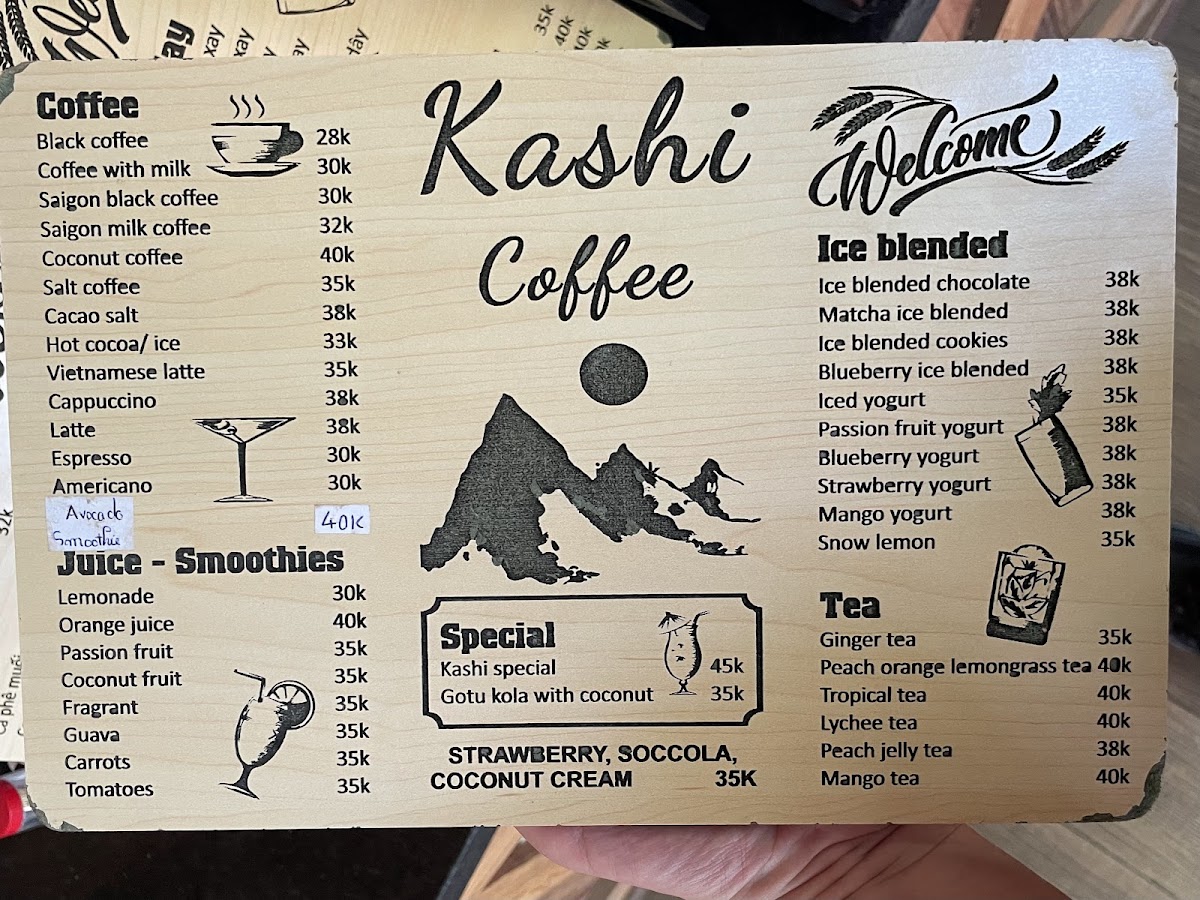 xay
xay
dây
35k
40k
Coffee
Black coffee 28k
Coffee with milk 30k
Saigon black coffee 30k
Saigon milk coffee 32k
Coconut coffee 40k
Salt coffee 35k
Cacao salt 38k
Hot cocoa/ ice 33k
Vietnamese latte 35k
Cappuccino 38k
Latte 38k
Espresso 30k
Americano 30k
Avocado 40K
Smoothie
Juice - Smoothies
Lemonade 30k
Orange juice 40k
Passion fruit 35k
Coconut fruit 35k
Fragrant 35k
Guava 35k
Carrots 35k
Tomatoes 35k
Kashi
Coffee
Special
Kashi special 45k
Gotu kola with coconut 35k
STRAWBERRY, SOCCOLA,
COCONUT CREAM 35K
Welcome
Ice blended
Ice blended chocolate 38k
Matcha ice blended 38k
Ice blended cookies 38k
Blueberry ice blended 38k
Iced yogurt 35k
Passion fruit yogurt 38k
Blueberry yogurt 38k
Strawberry yogurt 38k
Mango yogurt 38k
Snow lemon 35k
Tea
Ginger tea 35k
Peach orange lemongrass tea 40k
Tropical tea 40k
Lychee tea 40k
Peach jelly tea 38k
Mango tea 40k
32k